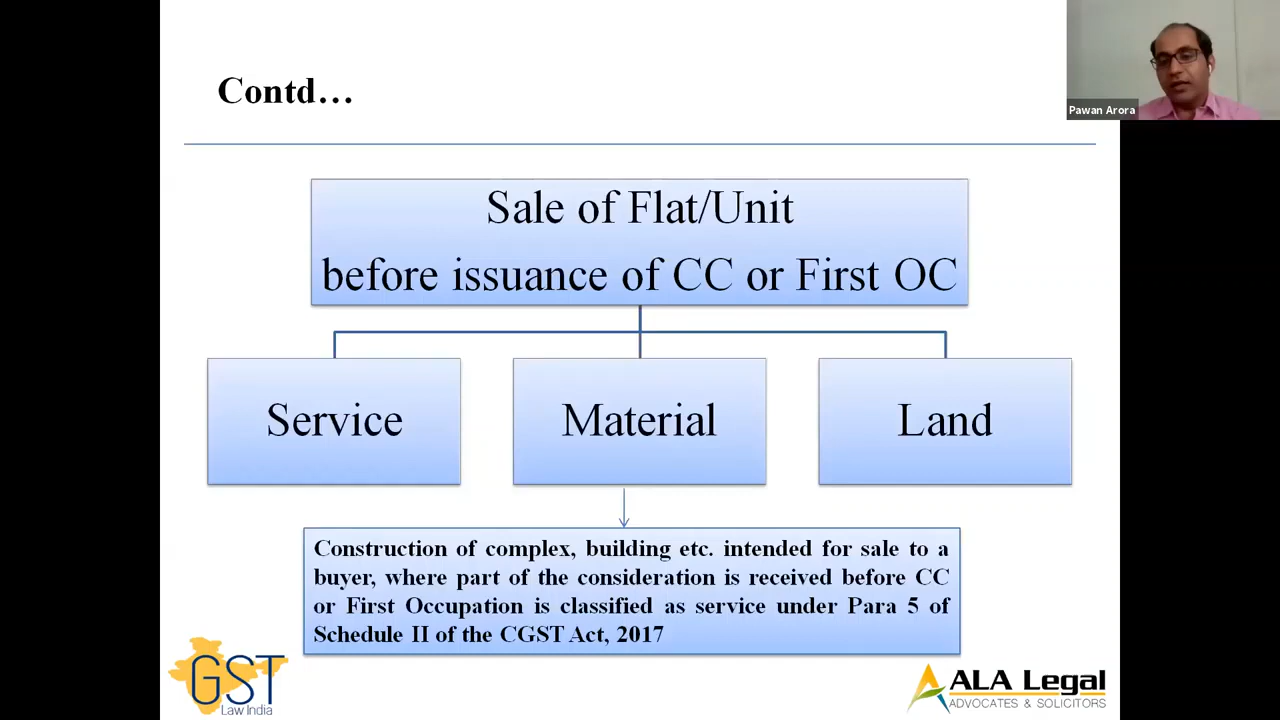 Pawan Arora
Contd…
Sale of Flat/Unit
before issuance of CC or First OC
Service
Material
Land
Construction of complex, building etc. intended for sale to a
buyer, where part of the consideration is received before CC
or First Occupation is classified as service under Para 5 of
Schedule II of the CGST Act, 2017
GST
Law India
ALA Legal
ADVOCATES & SOLICITORS